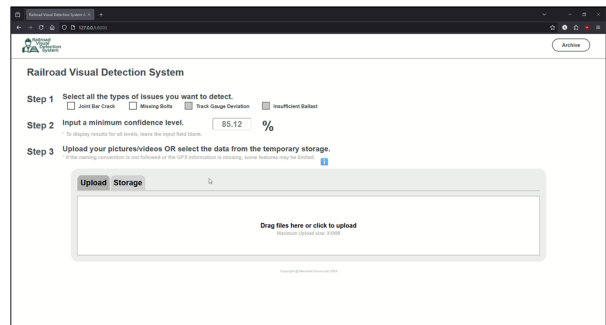 Railroad Visual Detection System
127.0.0.1:8000
Railroad
Visual
Detection
System
Archive
Railroad Visual Detection System
Step 1
Select all the types of issues you want to detect.
Joint Bar Crack
Missing Bolts
Track Gauge Deviation
Insufficient Ballast
Step 2
Input a minimum confidence level.
85.12 %
* To display results for all levels, leave the input field blank.
Step 3
Upload your pictures/videos OR select the data from the temporary storage.
* If the naming convention is not followed or the GPS information is missing, some features may be limited.
i
Upload Storage
Drag files here or click to upload
Maximum Upload size: XXMB